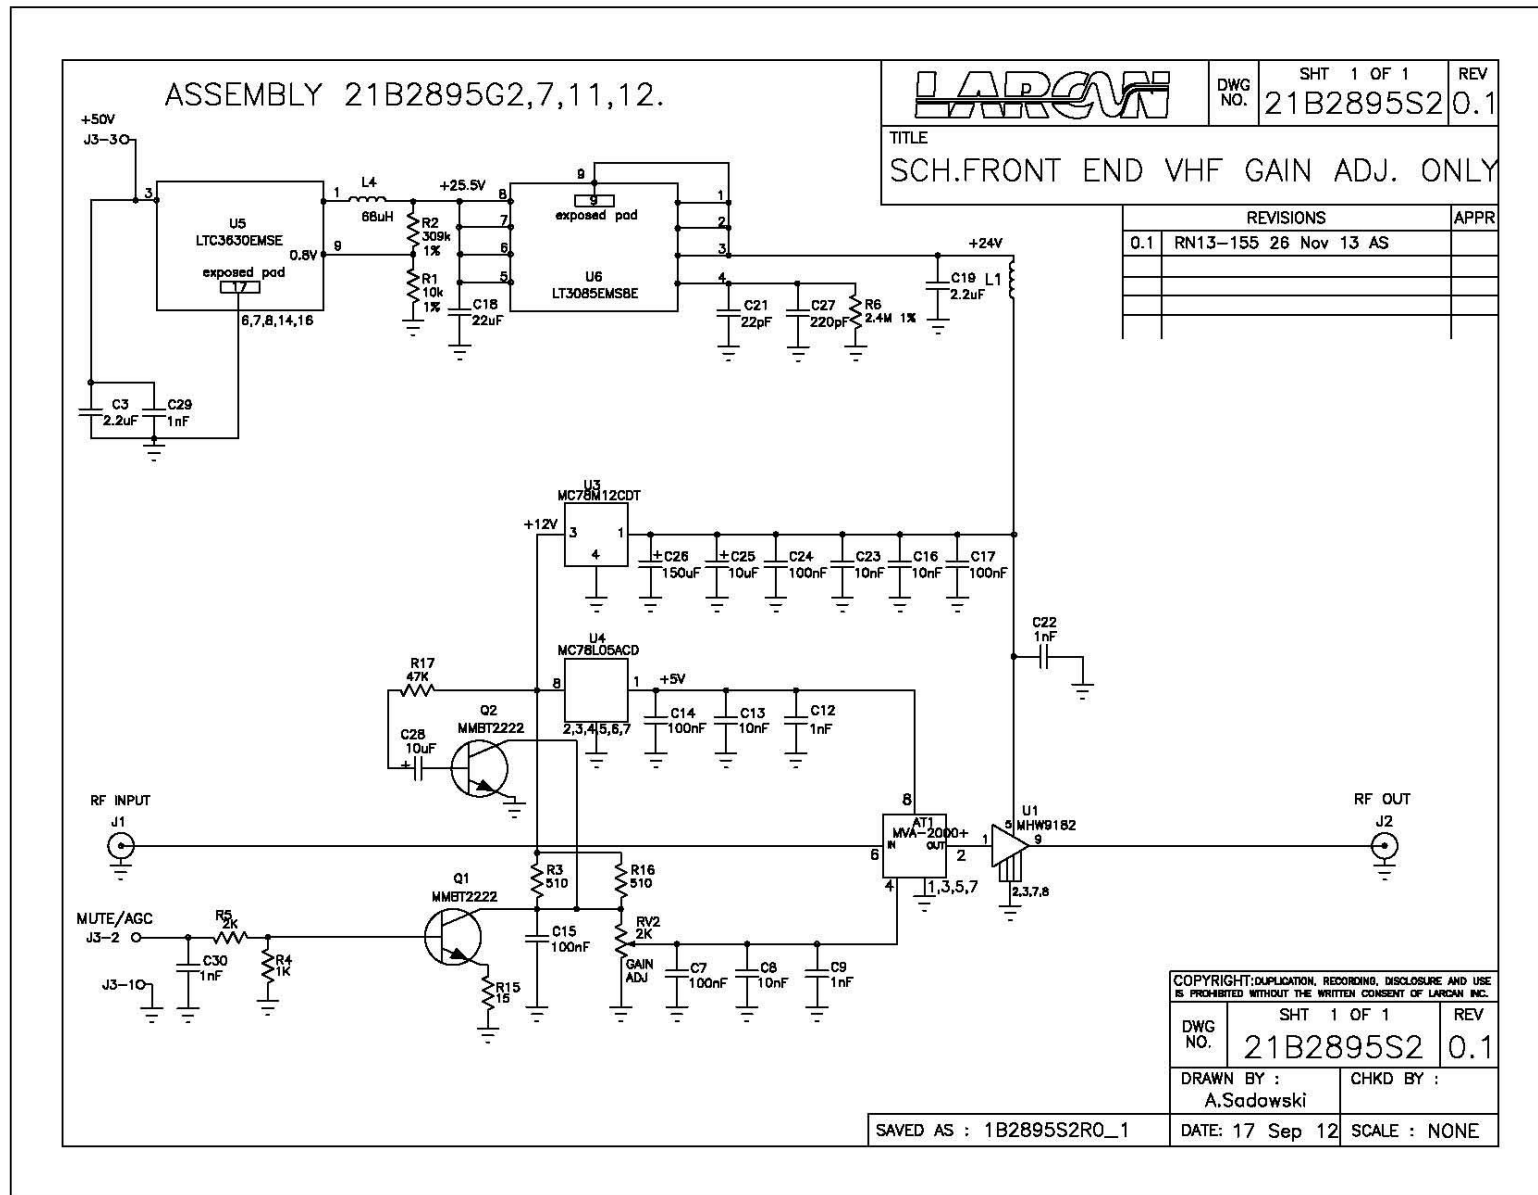 ASSEMBLY 21B2895G2,7,11,12.
LARCAN
DWG
NO.
SHT 1 OF 1
21B2895S2
REV
0.1
TITLE
SCH.FRONT END VHF GAIN ADJ. ONLY
REVISIONS
APPR
0.1
RN13-155 26 Nov 13 AS
+50V
J3-3
3
U5
LTC3630EMSE
0.8V
exposed pad
17
6,7,8,14,16
1
9
L4
68uH
+25.5V
R2
309k
1%
R1
10k
1%
C18
22uF
8
7
6
5
9
9
exposed pad
U6
LT3085EMS8E
1
2
3
4
C21
22pF
C27
220pF
R6
2.4M 1%
+24V
C19
2.2uF
L1
C3
2.2uF
C29
1nF
U3
MC78M12CDT
+12V
3
1
4
+
C26
150uF
+
C25
10uF
C24
100nF
C23
10nF
C16
10nF
C17
100nF
C22
1nF
U4
MC78L05ACD
R17
47K
8
1
+5V
2,3,4,5,6,7
C14
100nF
C13
10nF
C12
1nF
Q2
MMBT2222
C28
10uF
+
RF INPUT
J1
8
AT1
MVA-2000+
IN
OUT
6
2
4
1,3,5,7
U1
MHW9182
5
1
9
2,3,7,8
RF OUT
J2
R3
510
R16
510
Q1
MMBT2222
MUTE/AGC
J3-2
R5
2K
C30
1nF
R4
1K
J3-1
R15
15
C15
100nF
RV2
2K
GAIN
ADJ
C7
100nF
C8
10nF
C9
1nF
COPYRIGHT:DUPLICATION, RECORDING, DISCLOSURE AND USE
IS PROHIBITED WITHOUT THE WRITTEN CONSENT OF LARCAN INC.
DWG
NO.
SHT 1 OF 1
21B2895S2
REV
0.1
DRAWN BY :
A.Sadowski
CHKD BY :
SAVED AS : 1B2895S2R0_1
DATE: 17 Sep 12
SCALE : NONE